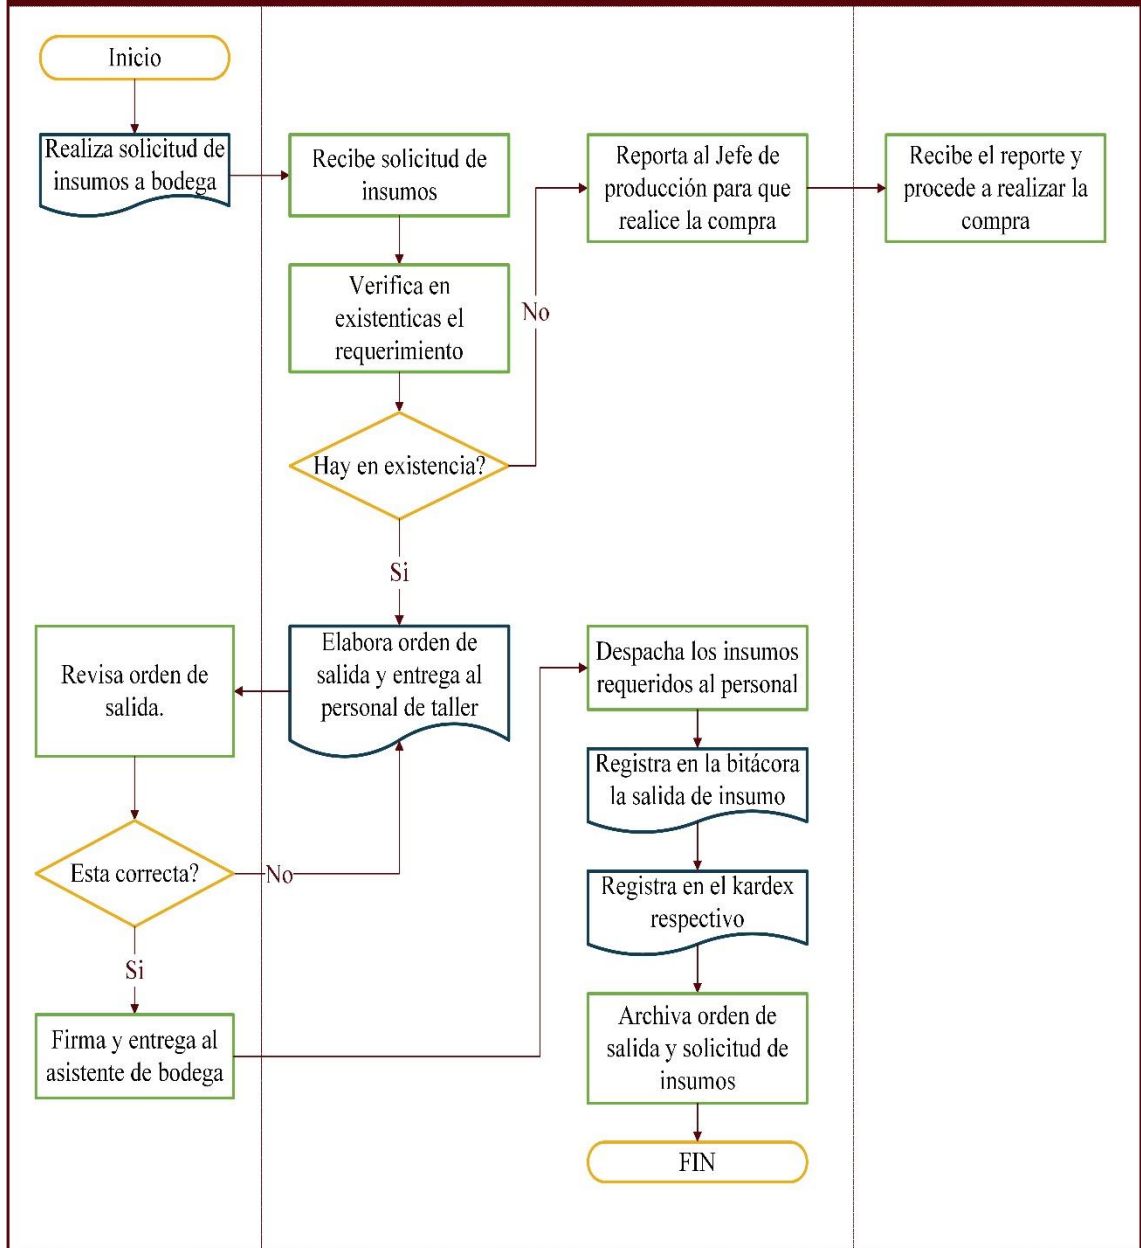 Inicio
Realiza solicitud de
insumos a bodega
Recibe solicitud de
insumos
Reporta al Jefe de
producción para que
realice la compra
Recibe el reporte y
procede a realizar la
compra
Verifica en
existenticas el
requerimiento
No
Hay en existencia?
Si
Elabora orden de
salida y entrega al
personal de taller
Revisa orden de
salida.
Esta correcta?
No
Si
Firma y entrega al
asistente de bodega
Despacha los insumos
requeridos al personal
Registra en la bitácora
la salida de insumo
Registra en el kardex
respectivo
Archiva orden de
salida y solicitud de
insumos
FIN